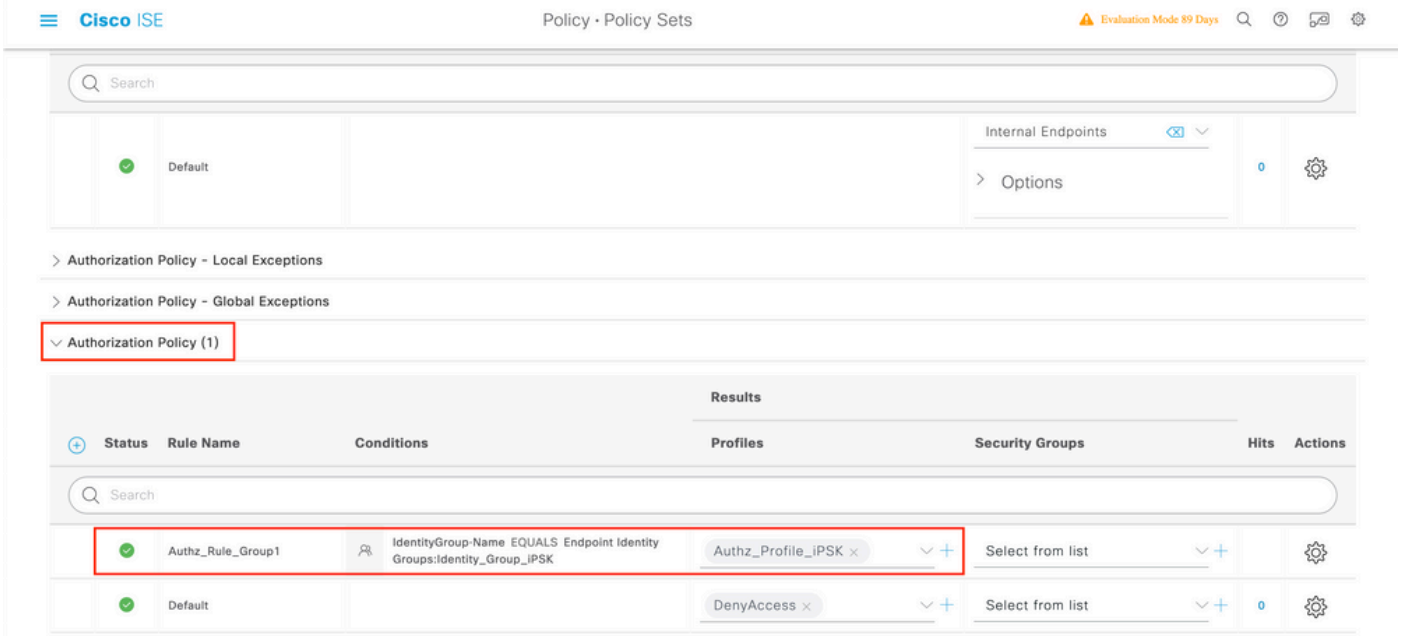 Cisco ISE
Policy · Policy Sets
Evaluation Mode 89 Days
Search
Internal Endpoints
Default
0
Options
Authorization Policy - Local Exceptions
Authorization Policy - Global Exceptions
Authorization Policy (1)
Results
Status Rule Name Conditions Profiles Security Groups Hits Actions
Search
IdentityGroup-Name EQUALS Endpoint Identity
Authz_Rule_Group1 Authz_Profile_iPSK Select from list
Groups:Identity_Group_iPSK
Default DenyAccess Select from list 0